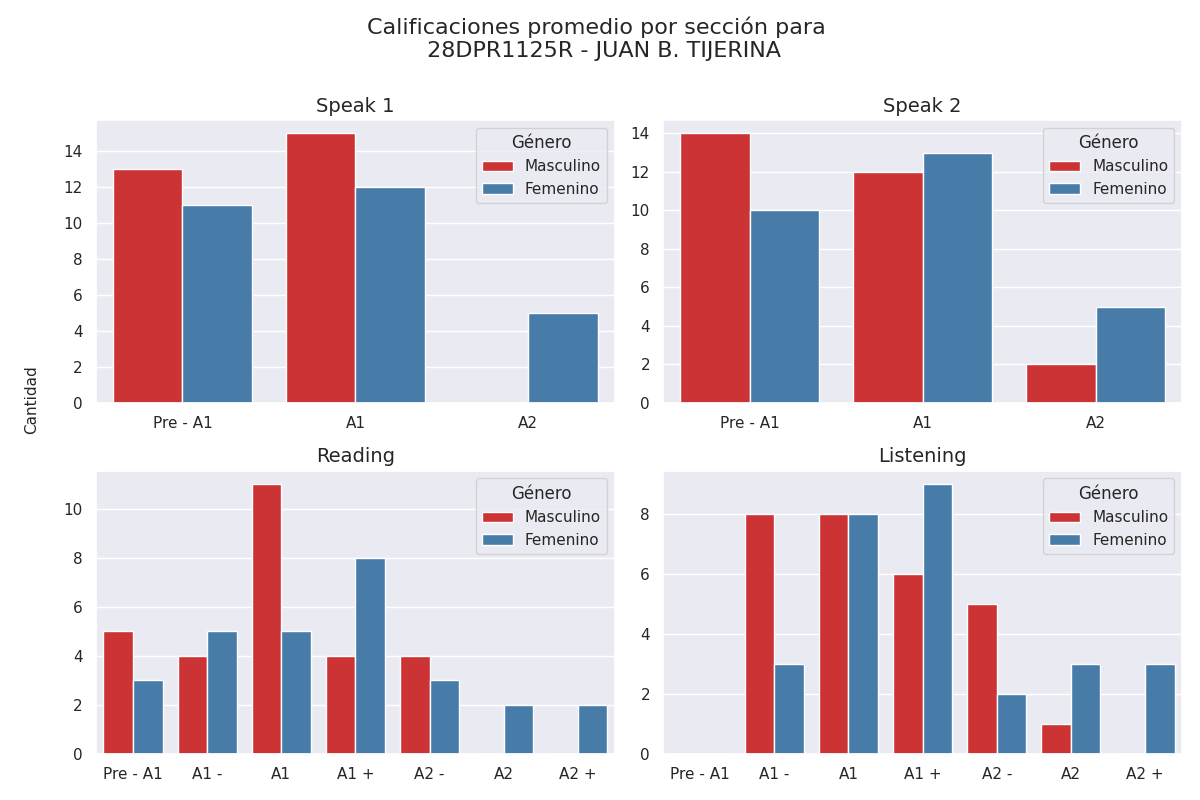 Calificaciones promedio por sección para
28DPR1125R - JUAN B. TIJERINA
Cantidad
Speak 1
14
12
10
8
6
4
2
0
Pre - A1 A1 A2
Género
Masculino
Femenino
Speak 2
14
12
10
8
6
4
2
0
Pre - A1 A1 A2
Género
Masculino
Femenino
Reading
10
8
6
4
2
0
Pre - A1 A1 - A1 A1 + A2 - A2 A2 +
Género
Masculino
Femenino
Listening
8
6
4
2
0
Pre - A1 A1 - A1 A1 + A2 - A2 A2 +
Género
Masculino
Femenino